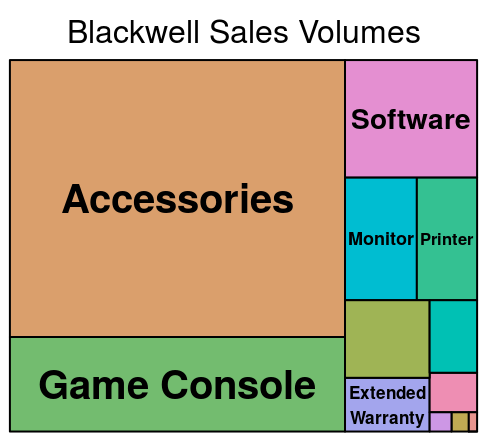 Blackwell Sales Volumes
Accessories
Software
Monitor
Printer
Game Console
Extended
Warranty